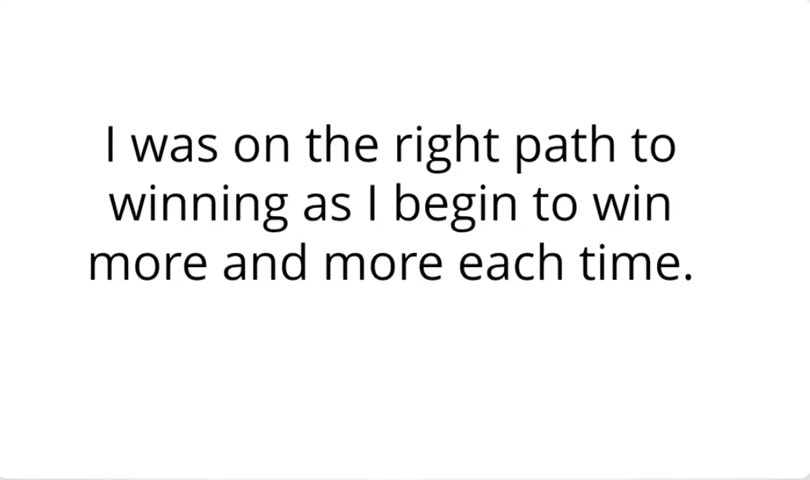 I was on the right path to
winning as I begin to win
more and more each time.